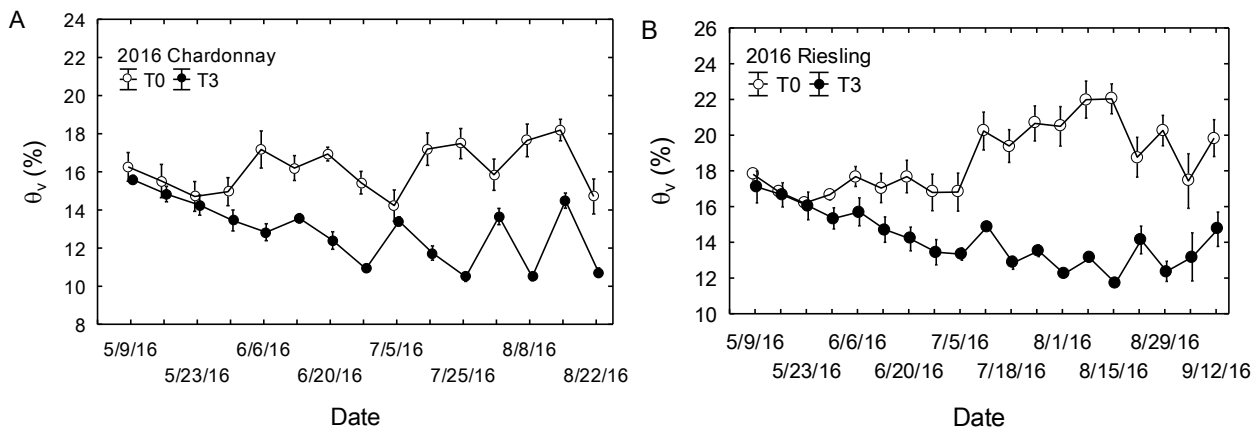 A
2016 Chardonnay
T0 T3
θv (%)
24
22
20
18
16
14
12
10
8
5/9/16 6/6/16 7/5/16 8/8/16
5/23/16 6/20/16 7/25/16 8/22/16
Date
B
2016 Riesling
T0 T3
θv (%)
26
24
22
20
18
16
14
12
10
5/9/16 6/6/16 7/5/16 8/1/16 8/29/16
5/23/16 6/20/16 7/18/16 8/15/16 9/12/16
Date